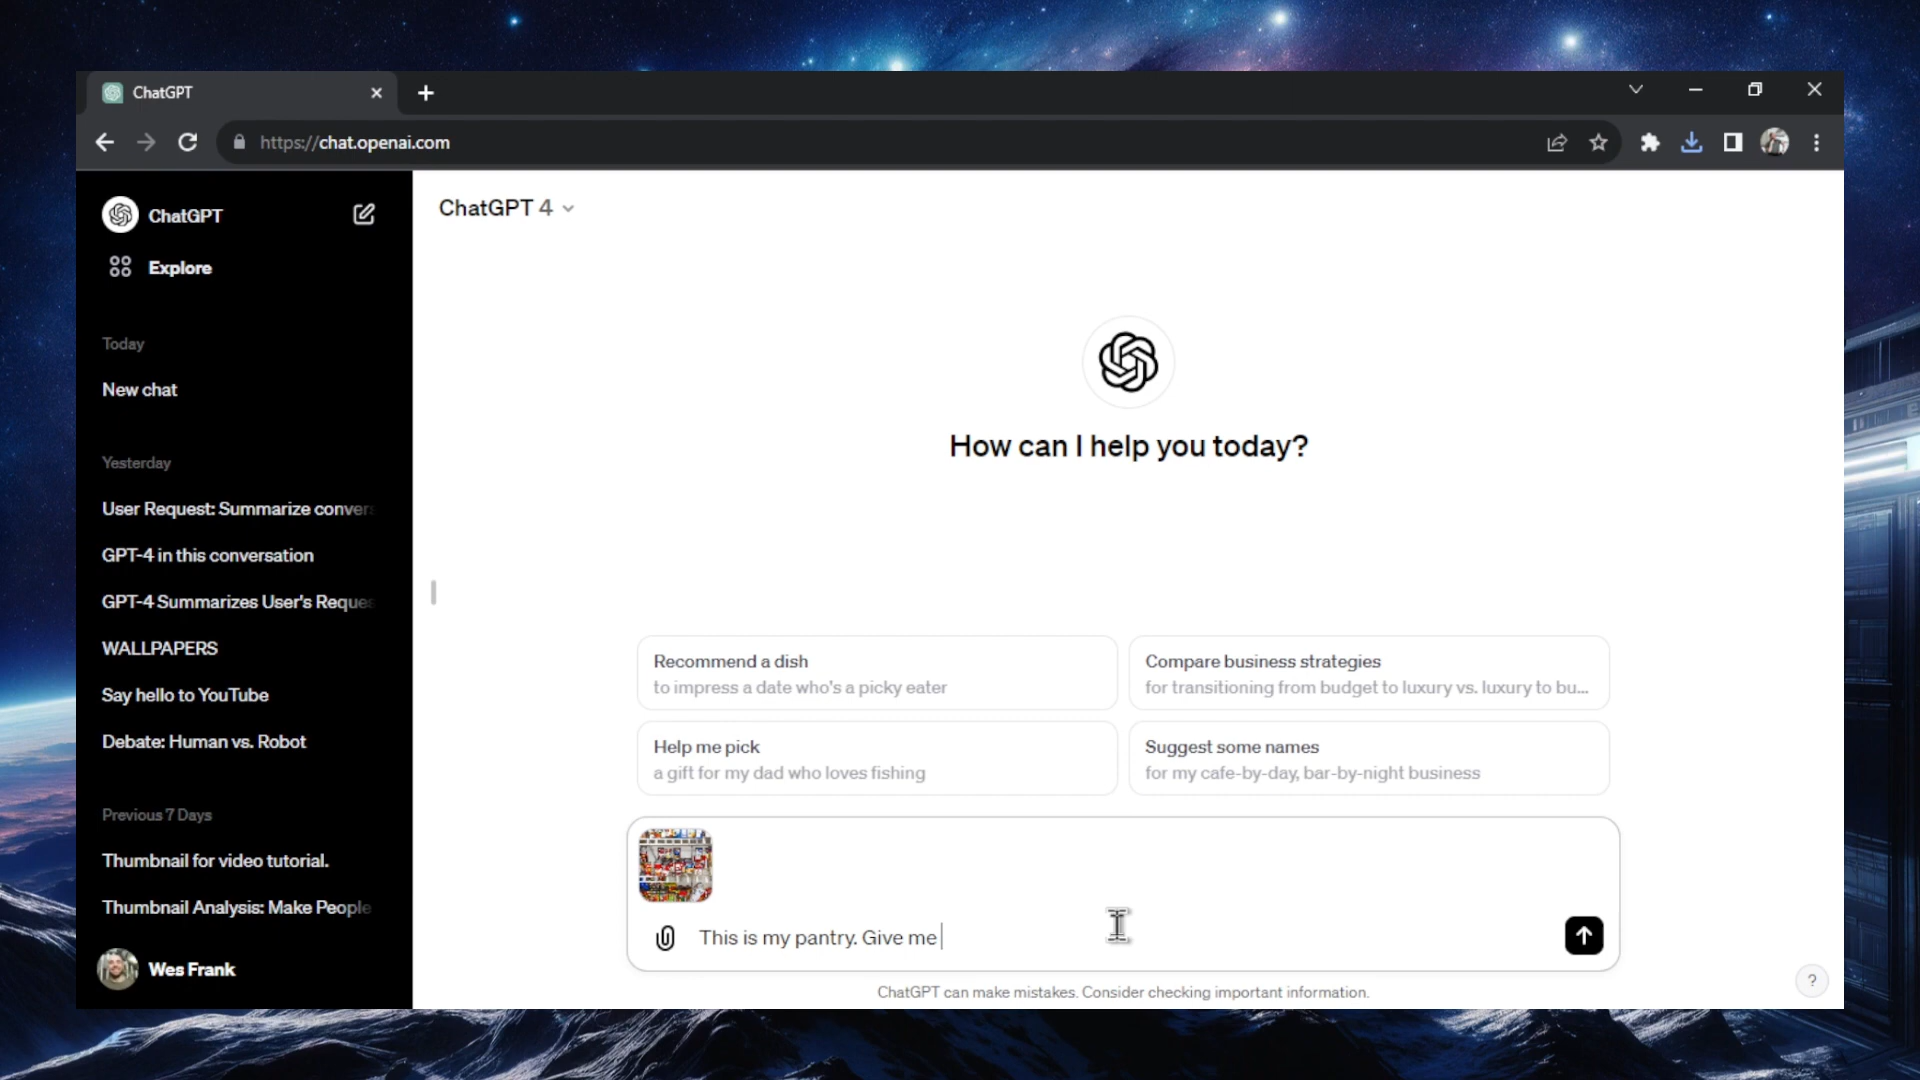 ChatGPT
https://chat.openai.com
ChatGPT
Explore
Today
New chat
Yesterday
User Request: Summarize conver
GPT-4 in this conversation
GPT-4 Summarizes User's Reques
WALLPAPERS
Say hello to YouTube
Debate: Human vs. Robot
Previous 7 Days
Thumbnail for video tutorial.
Thumbnail Analysis: Make People
Wes Frank
ChatGPT 4
How can I help you today?
Recommend a dish
to impress a date who's a picky eater
Compare business strategies
for transitioning from budget to luxury vs. luxury to bu...
Help me pick
a gift for my dad who loves fishing
Suggest some names
for my cafe-by-day, bar-by-night business
This is my pantry. Give me
ChatGPT can make mistakes. Consider checking important information.
?